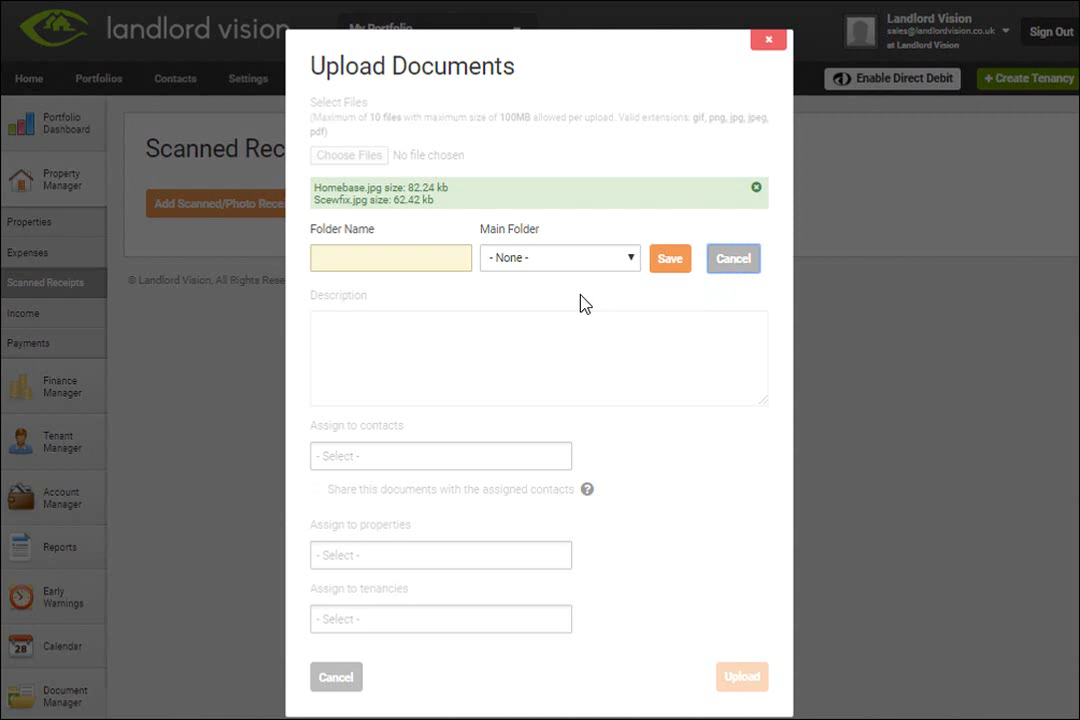 landlord vision
My Portfolio
Landlord Vision
sales@landlordvision.co.uk
at Landlord Vision
Sign Out
Home
Portfolios
Contacts
Settings
Enable Direct Debit
+ Create Tenancy
Portfolio
Dashboard
Property
Manager
Properties
Expenses
Scanned Receipts
Income
Payments
Finance
Manager
Tenant
Manager
Account
Manager
Reports
Early
Warnings
28
Calendar
Document
Manager
Scanned Rec
Add Scanned/Photo Rece
© Landlord Vision, All Rights Rese
×
Upload Documents
Select Files
(Maximum of 10 files with maximum size of 100MB allowed per upload. Valid extensions: gif, png, jpg, jpeg,
pdf)
Choose Files No file chosen
Homebase.jpg size: 82.24 kb
Scewfix.jpg size: 62.42 kb
Folder Name
Main Folder
- None -
Save
Cancel
Description
Assign to contacts
- Select -
Share this documents with the assigned contacts ?
Assign to properties
- Select -
Assign to tenancies
- Select -
Cancel
Upload